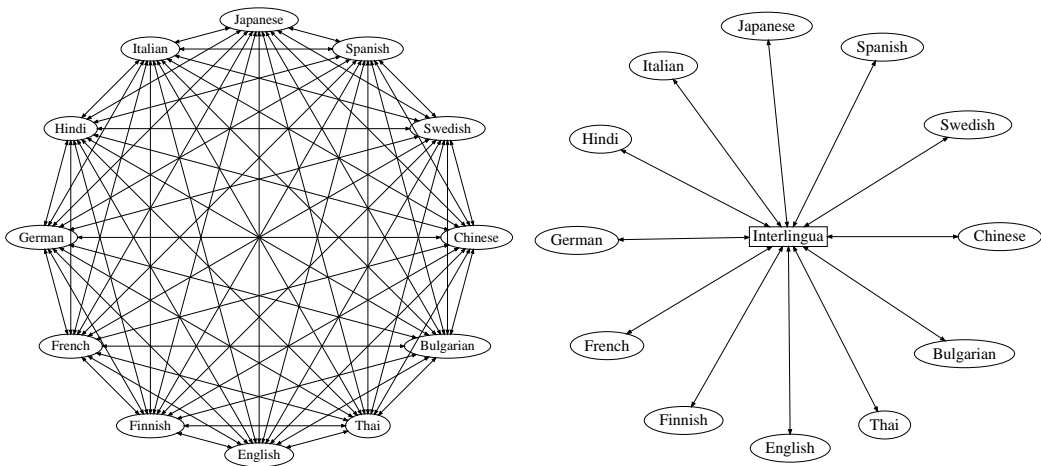 Japanese
Italian
Spanish
Hindi
Swedish
German
Chinese
French
Bulgarian
Finnish
Thai
English
Japanese
Spanish
Italian
Swedish
Hindi
Interlingua
German
Chinese
French
Bulgarian
Finnish
Thai
English